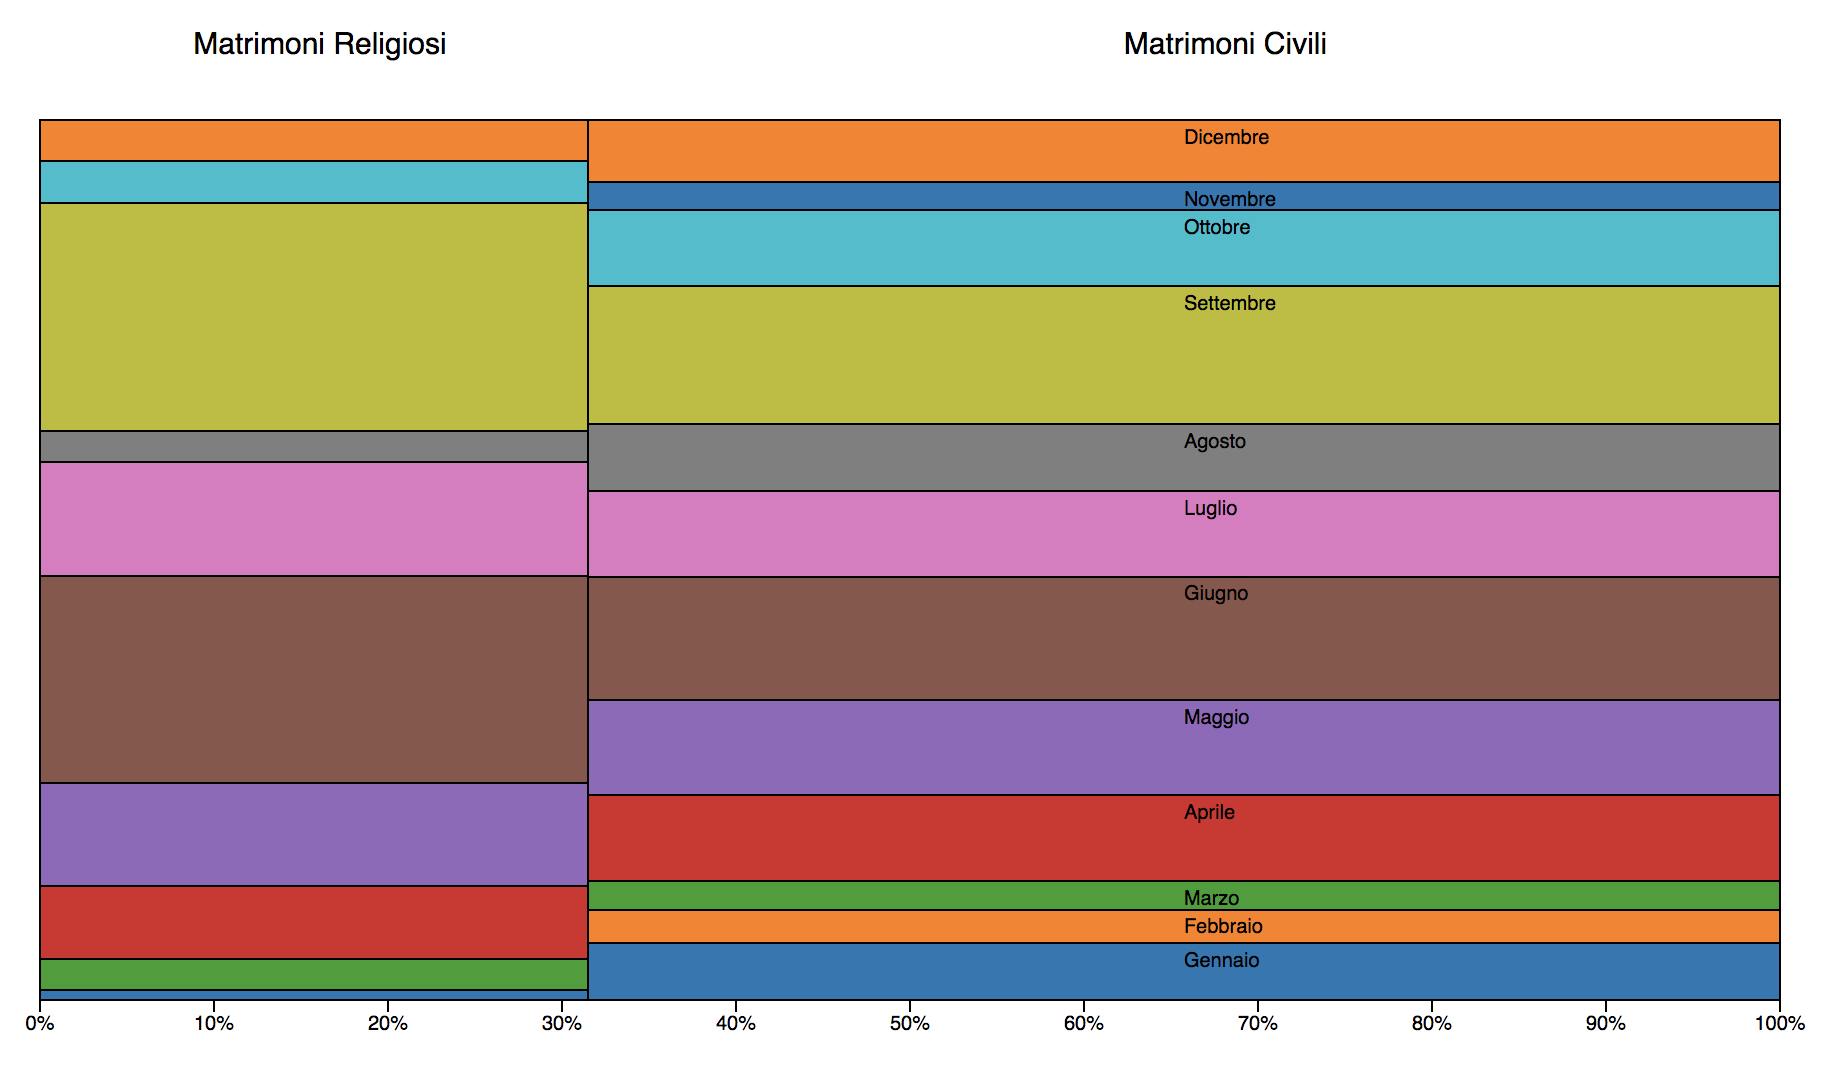 Matrimoni Religiosi
Matrimoni Civili
Dicembre
Novembre
Ottobre
Settembre
Agosto
Luglio
Giugno
Maggio
Aprile
Marzo
Febbraio
Gennaio
0% 10% 20% 30% 40% 50% 60% 70% 80% 90% 100%